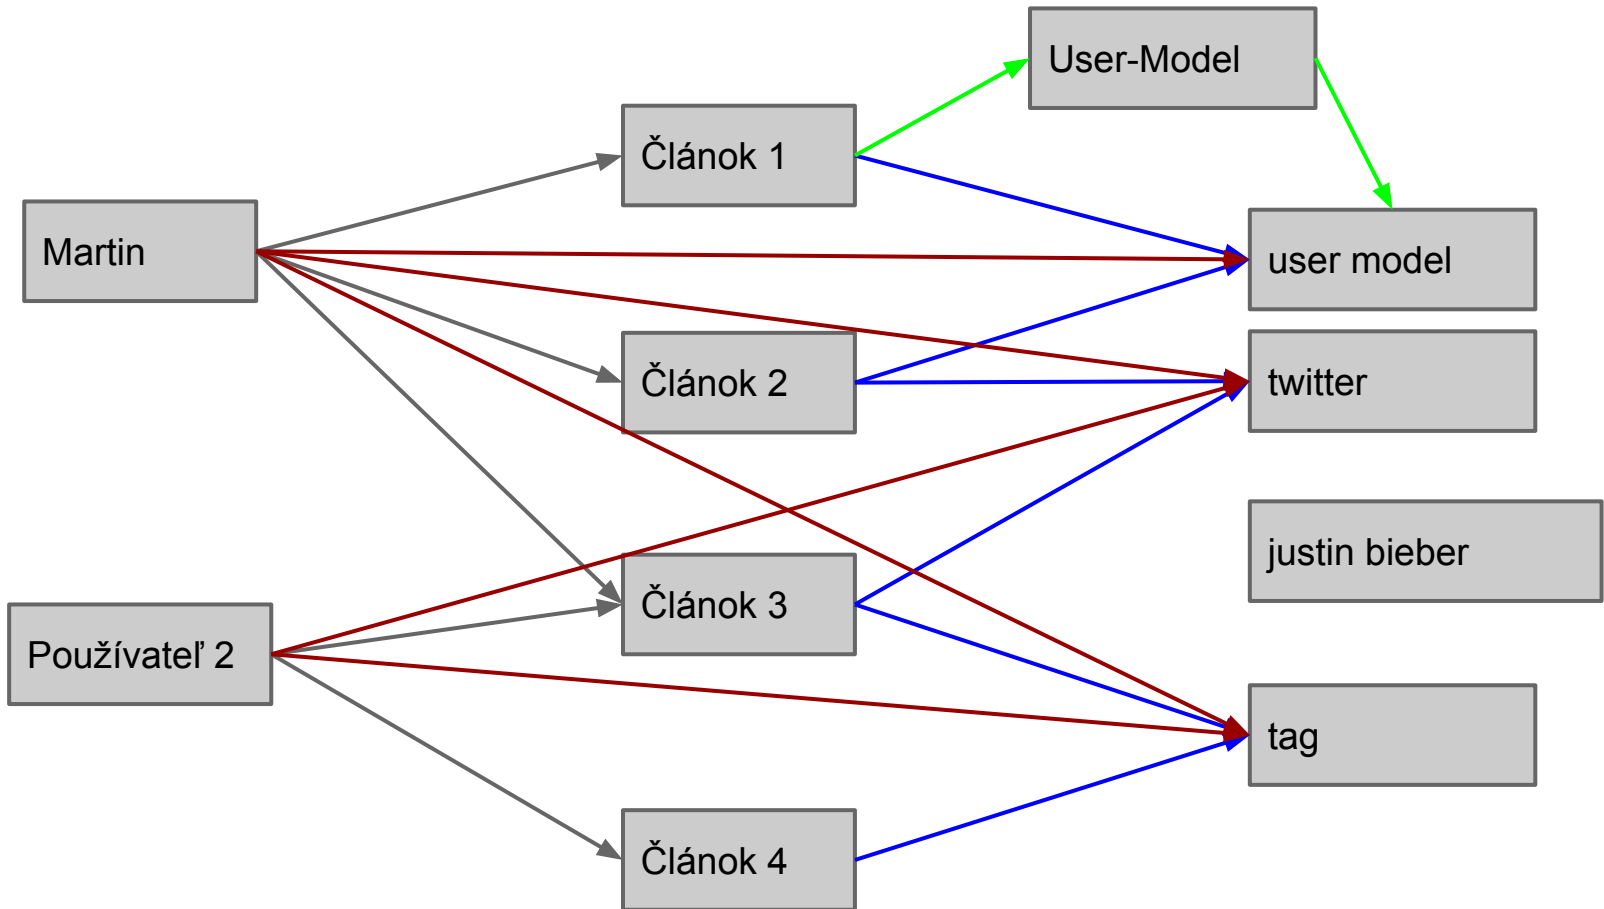 User-Model
Článok 1
Martin
user model
Článok 2
twitter
justin bieber
Článok 3
Používateľ 2
tag
Článok 4